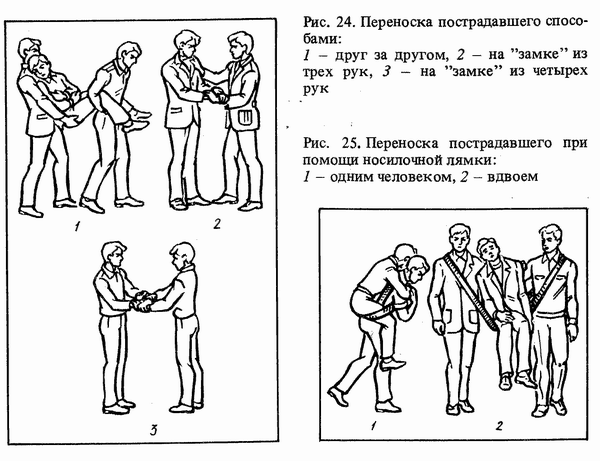 Рис. 24. Переноска пострадавшего спосо-
бами:
1 – друг за другом, 2 – на ”замке” из
трех рук, 3 – на ”замке” из четырех
рук
Рис. 25. Переноска пострадавшего при
помощи носилочной лямки:
1 – одним человеком, 2 – вдвоем
1
2
3
1
2